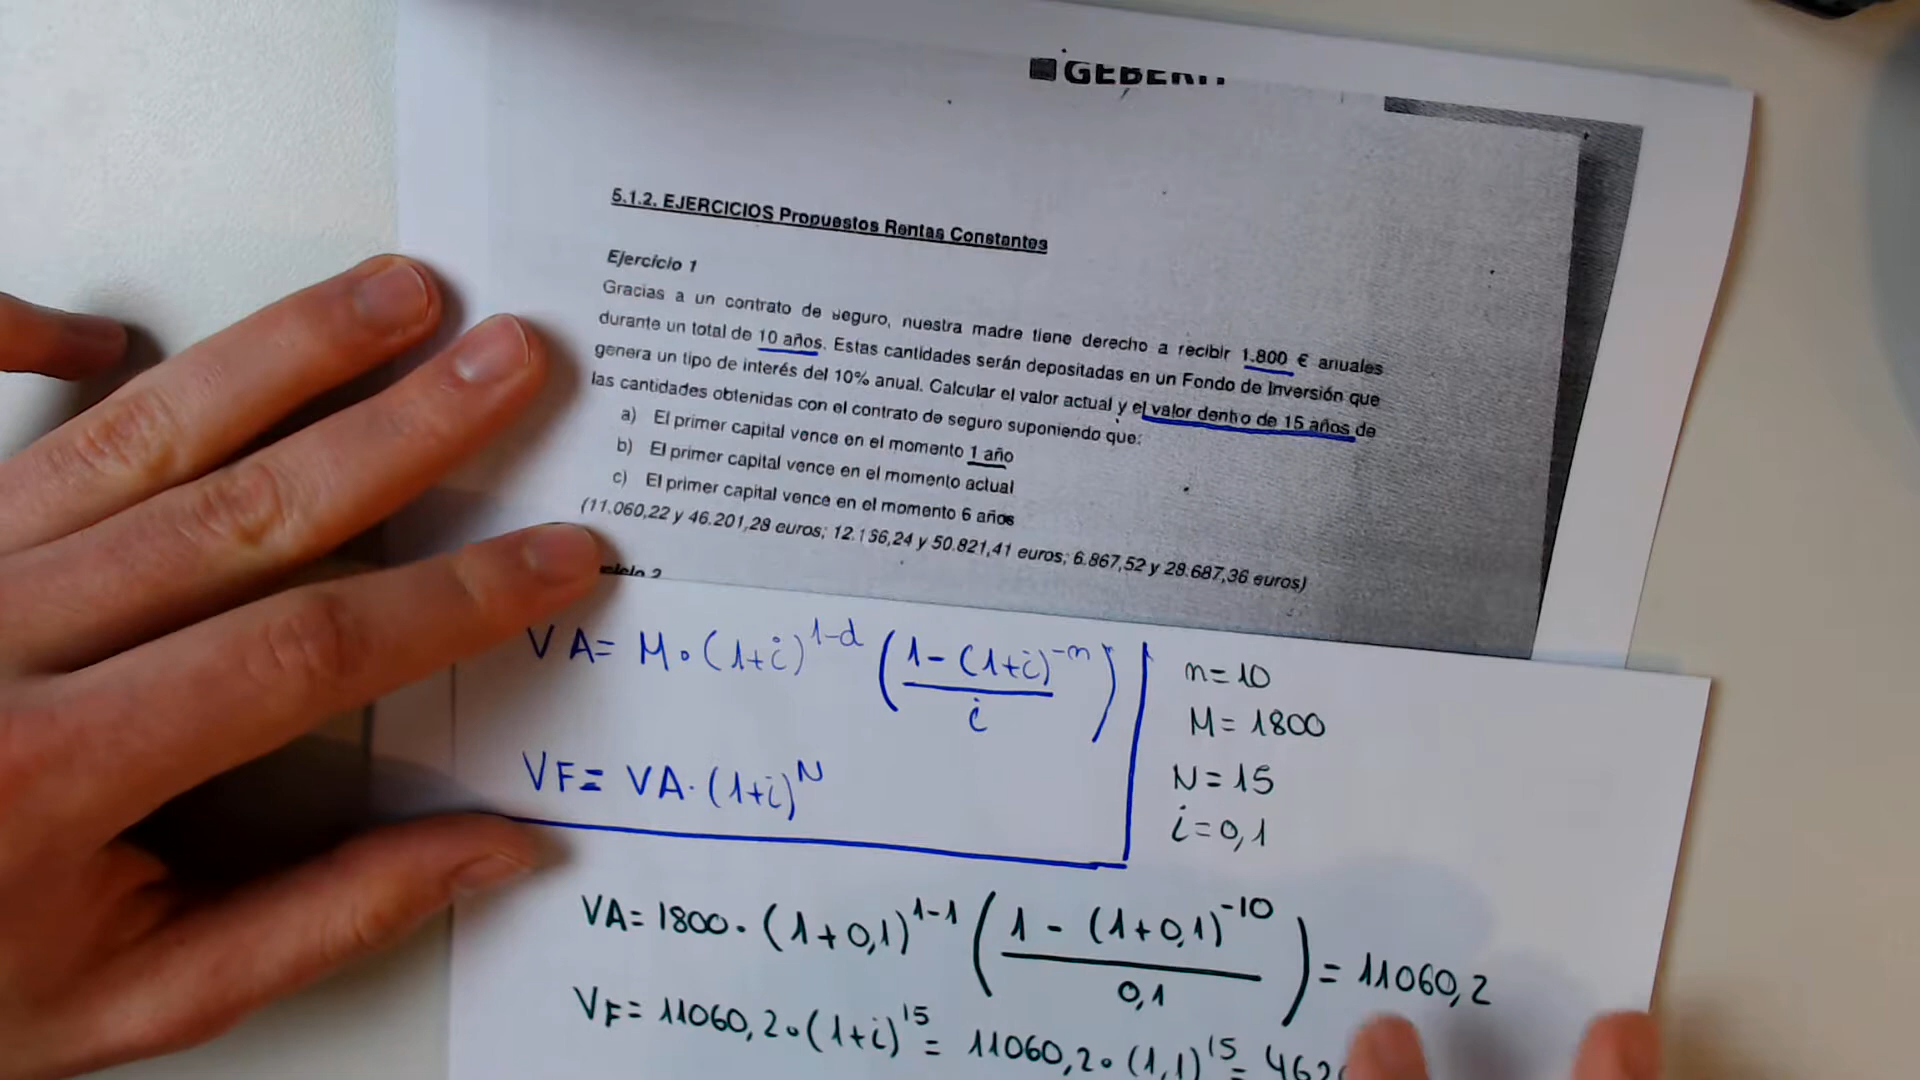 GEBERIT
5.1.2. EJERCICIOS Propuestos Rentas Constantes
Ejercicio 1
Gracias a un contrato de seguro, nuestra madre tiene derecho a recibir 1.800 € anuales
durante un total de 10 años. Estas cantidades serán depositadas en un Fondo de Inversión que
genera un tipo de interés del 10% anual. Calcular el valor actual y el valor dentro de 15 años de
las cantidades obtenidas con el contrato de seguro suponiendo que:
a) El primer capital vence en el momento 1 año
b) El primer capital vence en el momento actual
c) El primer capital vence en el momento 6 años
(11.060,22 y 46.201,28 euros; 12.166,24 y 50.821,41 euros; 6.867,52 y 28.687,36 euros)
VA= M·(1+i)^1-d ( 1-(1+i)^-n / i )
n=10
M=1800
VF= VA·(1+i)^N
N=15
i=0,1
VA= 1800·(1+0,1)^1-1 ( 1-(1+0,1)^-10 / 0,1 ) = 11060,2
VF= 11060,2·(1+i)^15 = 11060,2·(1,1)^15 = 462